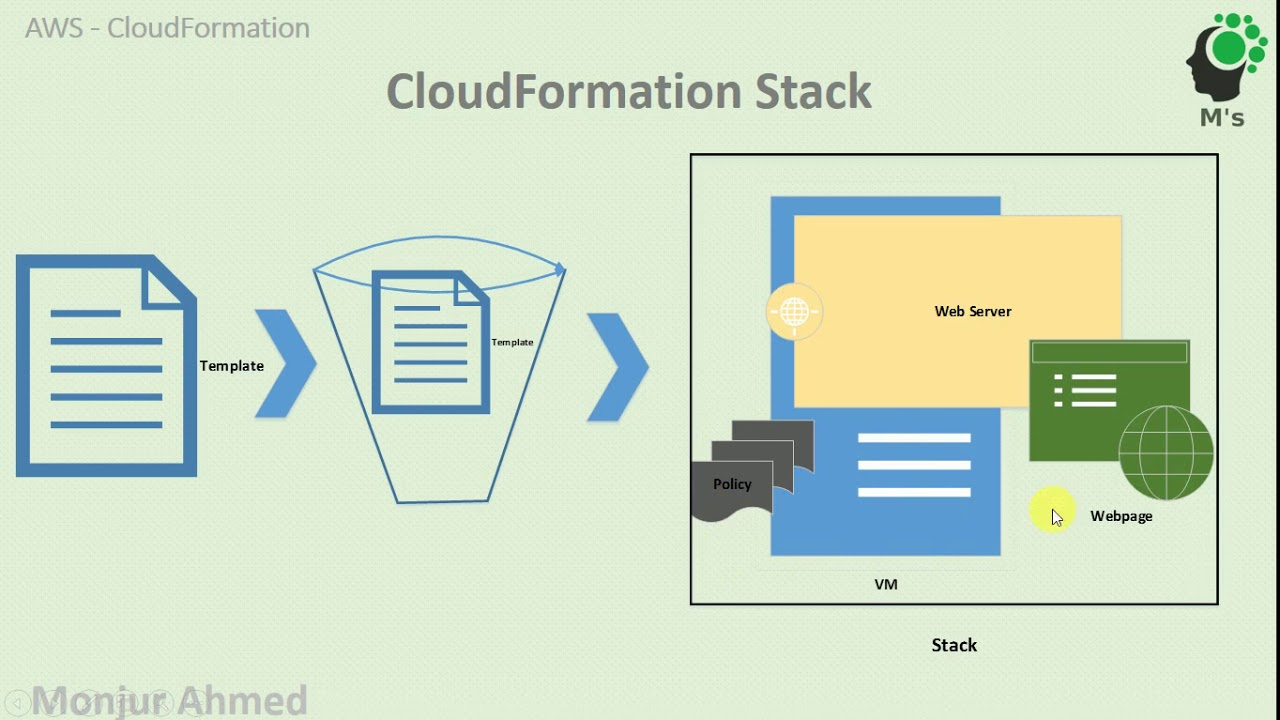 AWS - CloudFormation
CloudFormation Stack
M's
Template
Template
Web Server
Policy
Webpage
VM
Stack
Monjur Ahmed